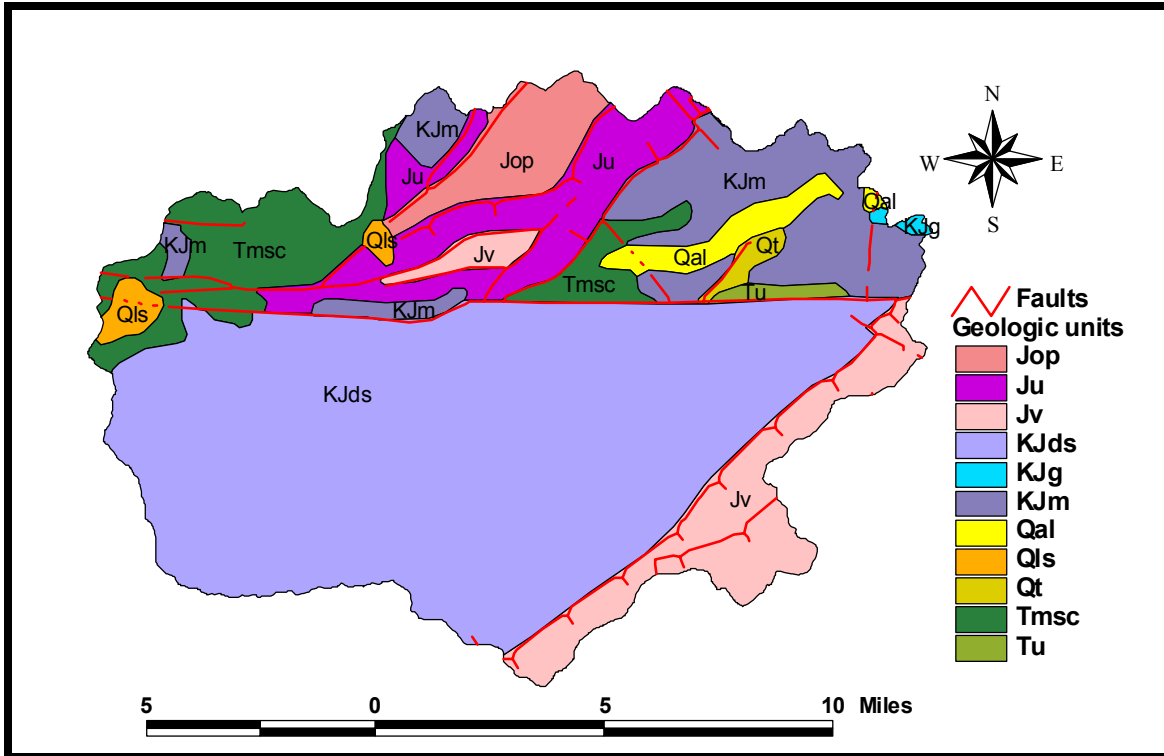 N
W
E
S
KJm
Jop
Ju
Ju
KJm
Qal
KJg
Qls
KJm
Tmsc
Jv
Qal
Qt
Tmsc
Tu
Qls
KJm
KJds
Jv
Faults
Geologic units
Jop
Ju
Jv
KJds
KJg
KJm
Qal
Qls
Qt
Tmsc
Tu
5 0 5 10 Miles